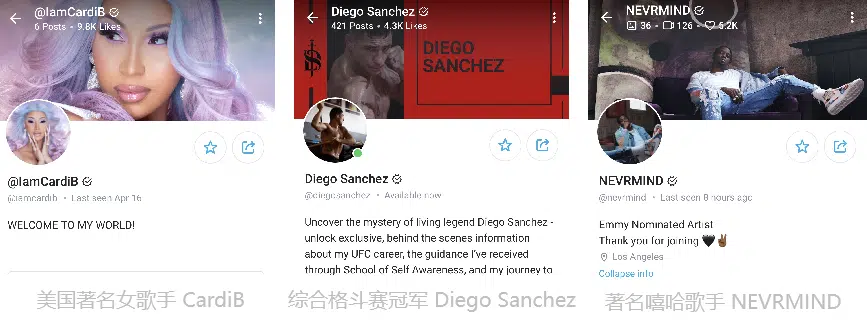 @IamCardiB
6 Posts • 9.8K Likes
@IamCardiB
@iamcardib • Last seen Apr 16
WELCOME TO MY WORLD!
美国著名女歌手 CardiB
Diego Sanchez
421 Posts • 4.3K Likes
DIEGO
SANCHEZ
Diego Sanchez
@diegosanchez • Available now
Uncover the mystery of living legend Diego Sanchez -
unlock exclusive, behind the scenes information
about my UFC career, the guidance I've received
through School of Self Awareness, and my journey to
综合格斗赛冠军 Diego Sanchez
NEVRMIND
36 • 126 • 5.2K
NEVRMIND
@nevrmind • Last seen 8 hours ago
Emmy Nominated Artist
Thank you for joining 🖤✌🏾
Los Angeles
Collapse info
著名嘻哈歌手 NEVRMIND